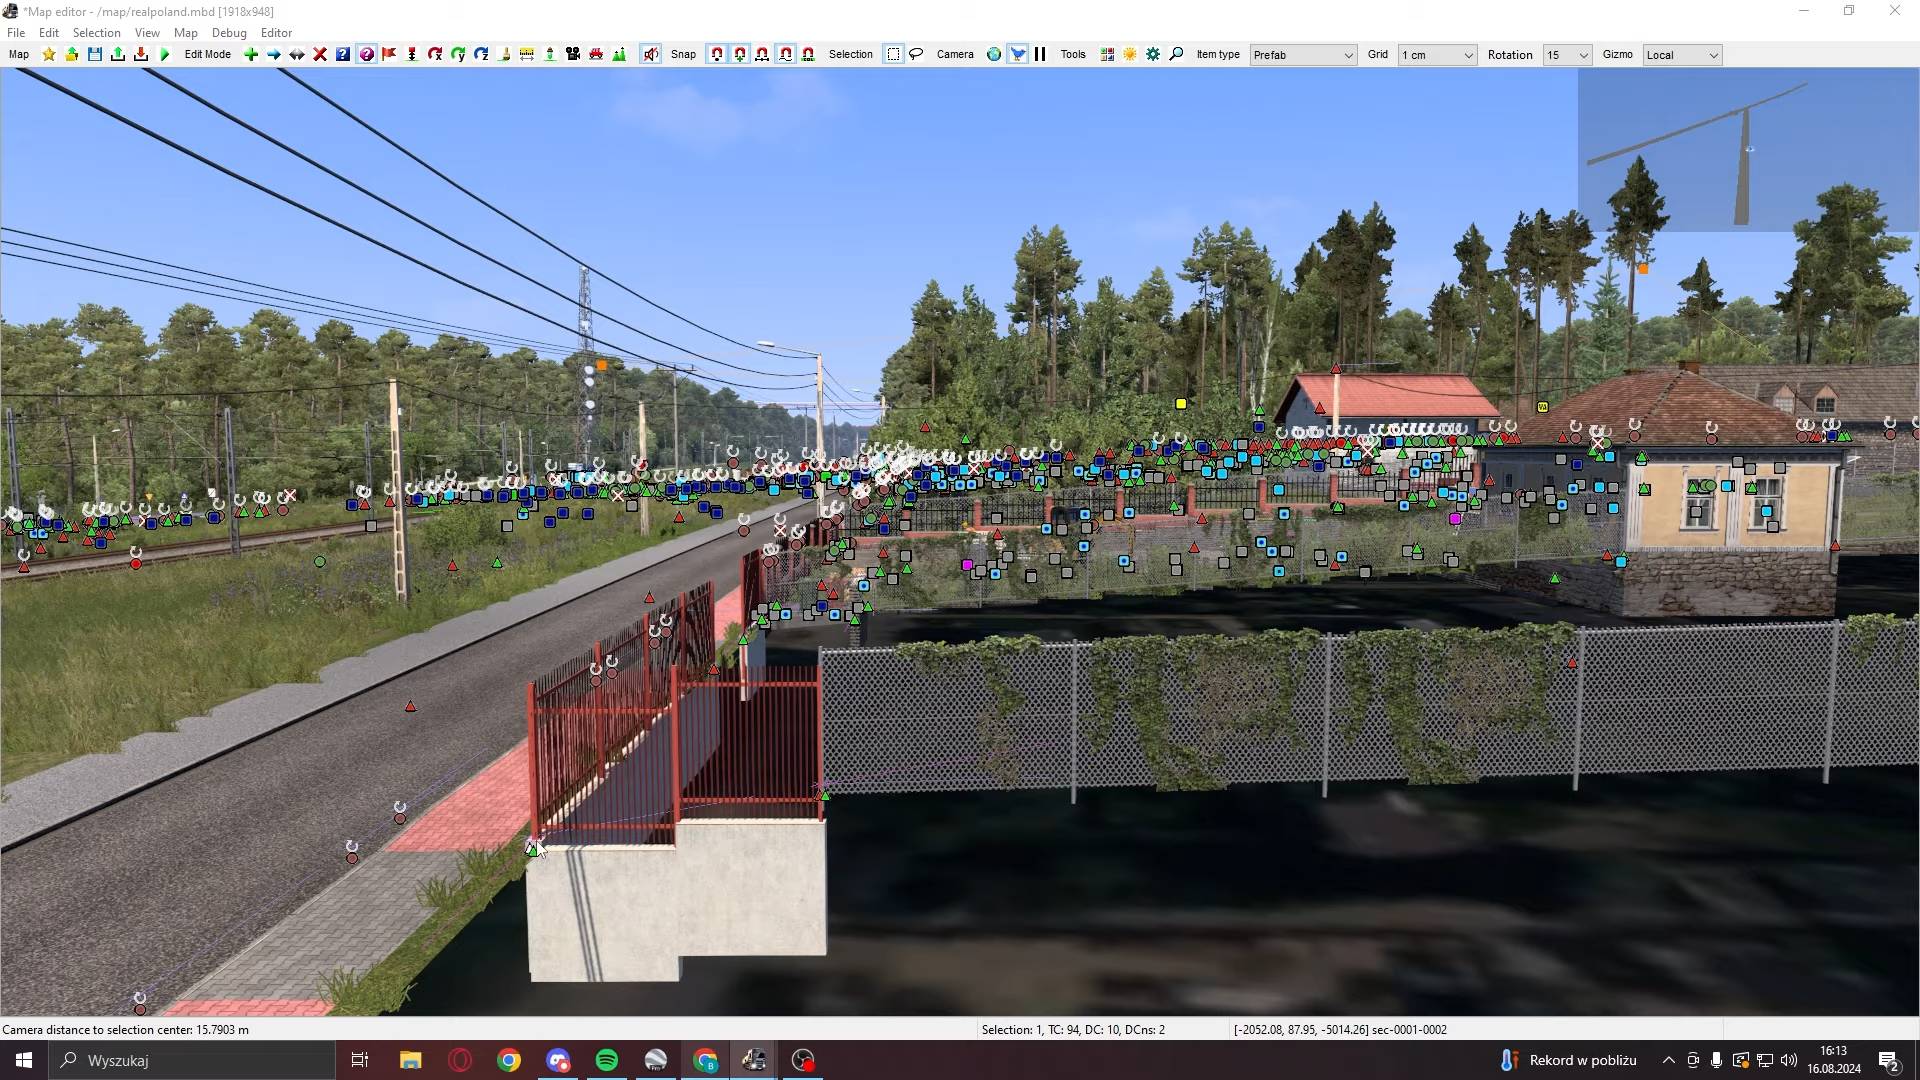 *Map editor - /map/realpoland.mbd [1918x948]
File Edit Selection View Map Debug Editor
Map Edit Mode Snap Selection Camera Tools Item type Prefab Grid 1 cm Rotation 15 Gizmo Local
Camera distance to selection center: 15.7903 m
Selection: 1, TC: 94, DC: 10, DCns: 2
[-2052.08, 87.95, -5014.26] sec-0001-0002
Wyszukaj
Rekord w pobliżu
16:13
16.08.2024
2